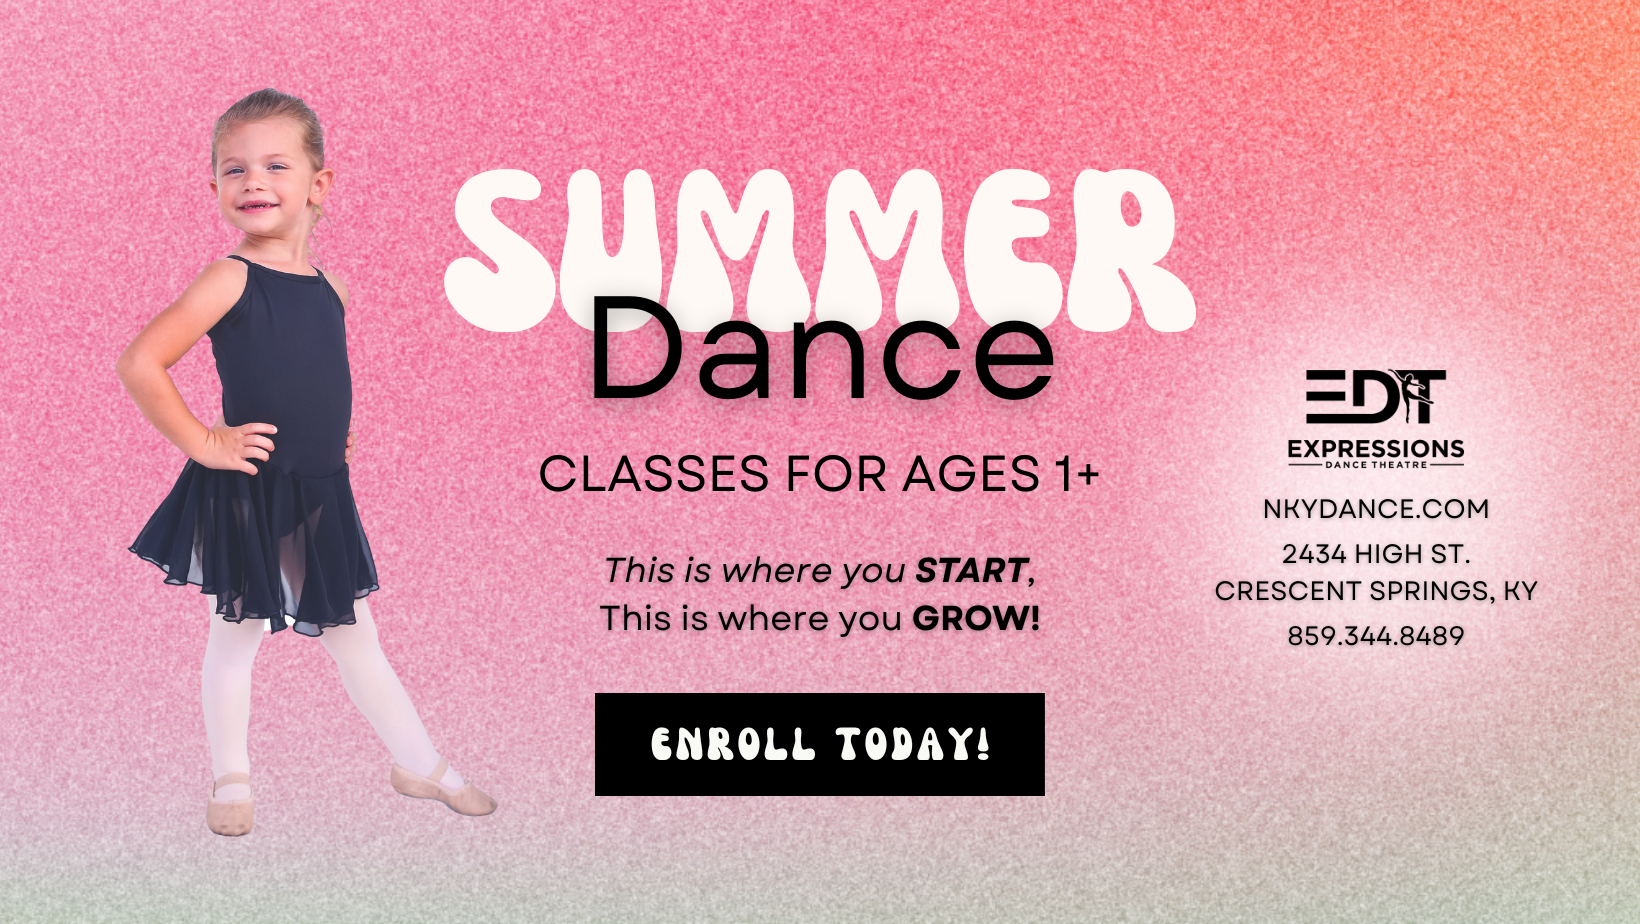 SUMMER
Dance
CLASSES FOR AGES 1+
This is where you START,
This is where you GROW!
ENROLL TODAY!
EDT
EXPRESSIONS
DANCE THEATRE
NKYDANCE.COM
2434 HIGH ST.
CRESCENT SPRINGS, KY
859.344.8489